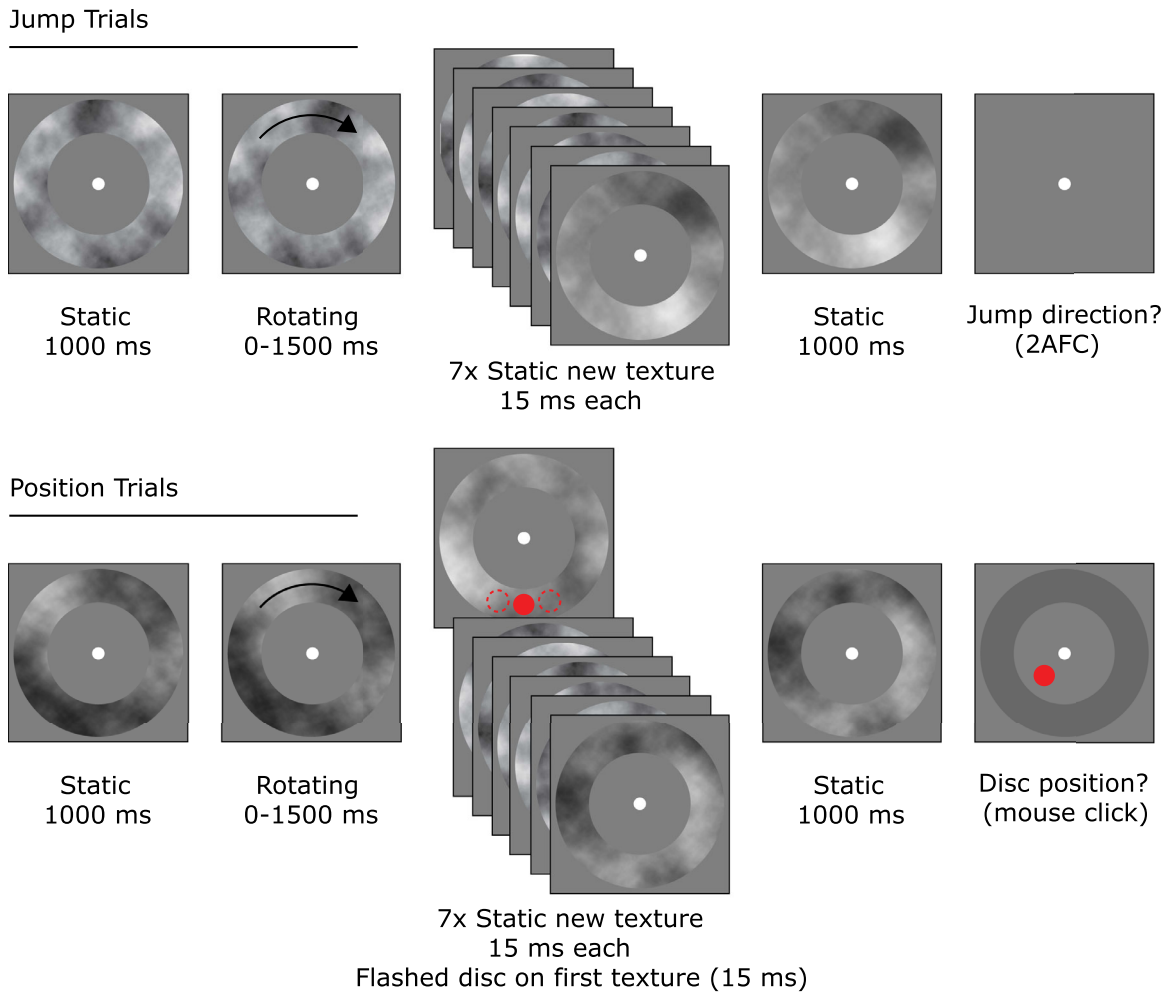 Jump Trials
Static
1000 ms
Rotating
0-1500 ms
7x Static new texture
15 ms each
Static
1000 ms
Jump direction?
(2AFC)
Position Trials
Static
1000 ms
Rotating
0-1500 ms
7x Static new texture
15 ms each
Flashed disc on first texture (15 ms)
Static
1000 ms
Disc position?
(mouse click)